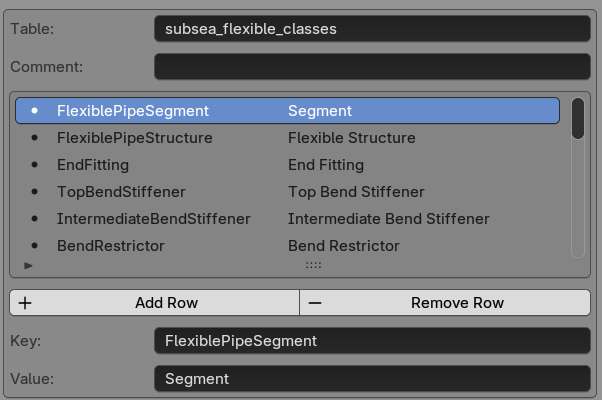 Table: subsea_flexible_classes
Comment:
FlexiblePipeSegment Segment
FlexiblePipeStructure Flexible Structure
EndFitting End Fitting
TopBendStiffener Top Bend Stiffener
IntermediateBendStiffener Intermediate Bend Stiffener
BendRestrictor Bend Restrictor
Add Row Remove Row
Key: FlexiblePipeSegment
Value: Segment